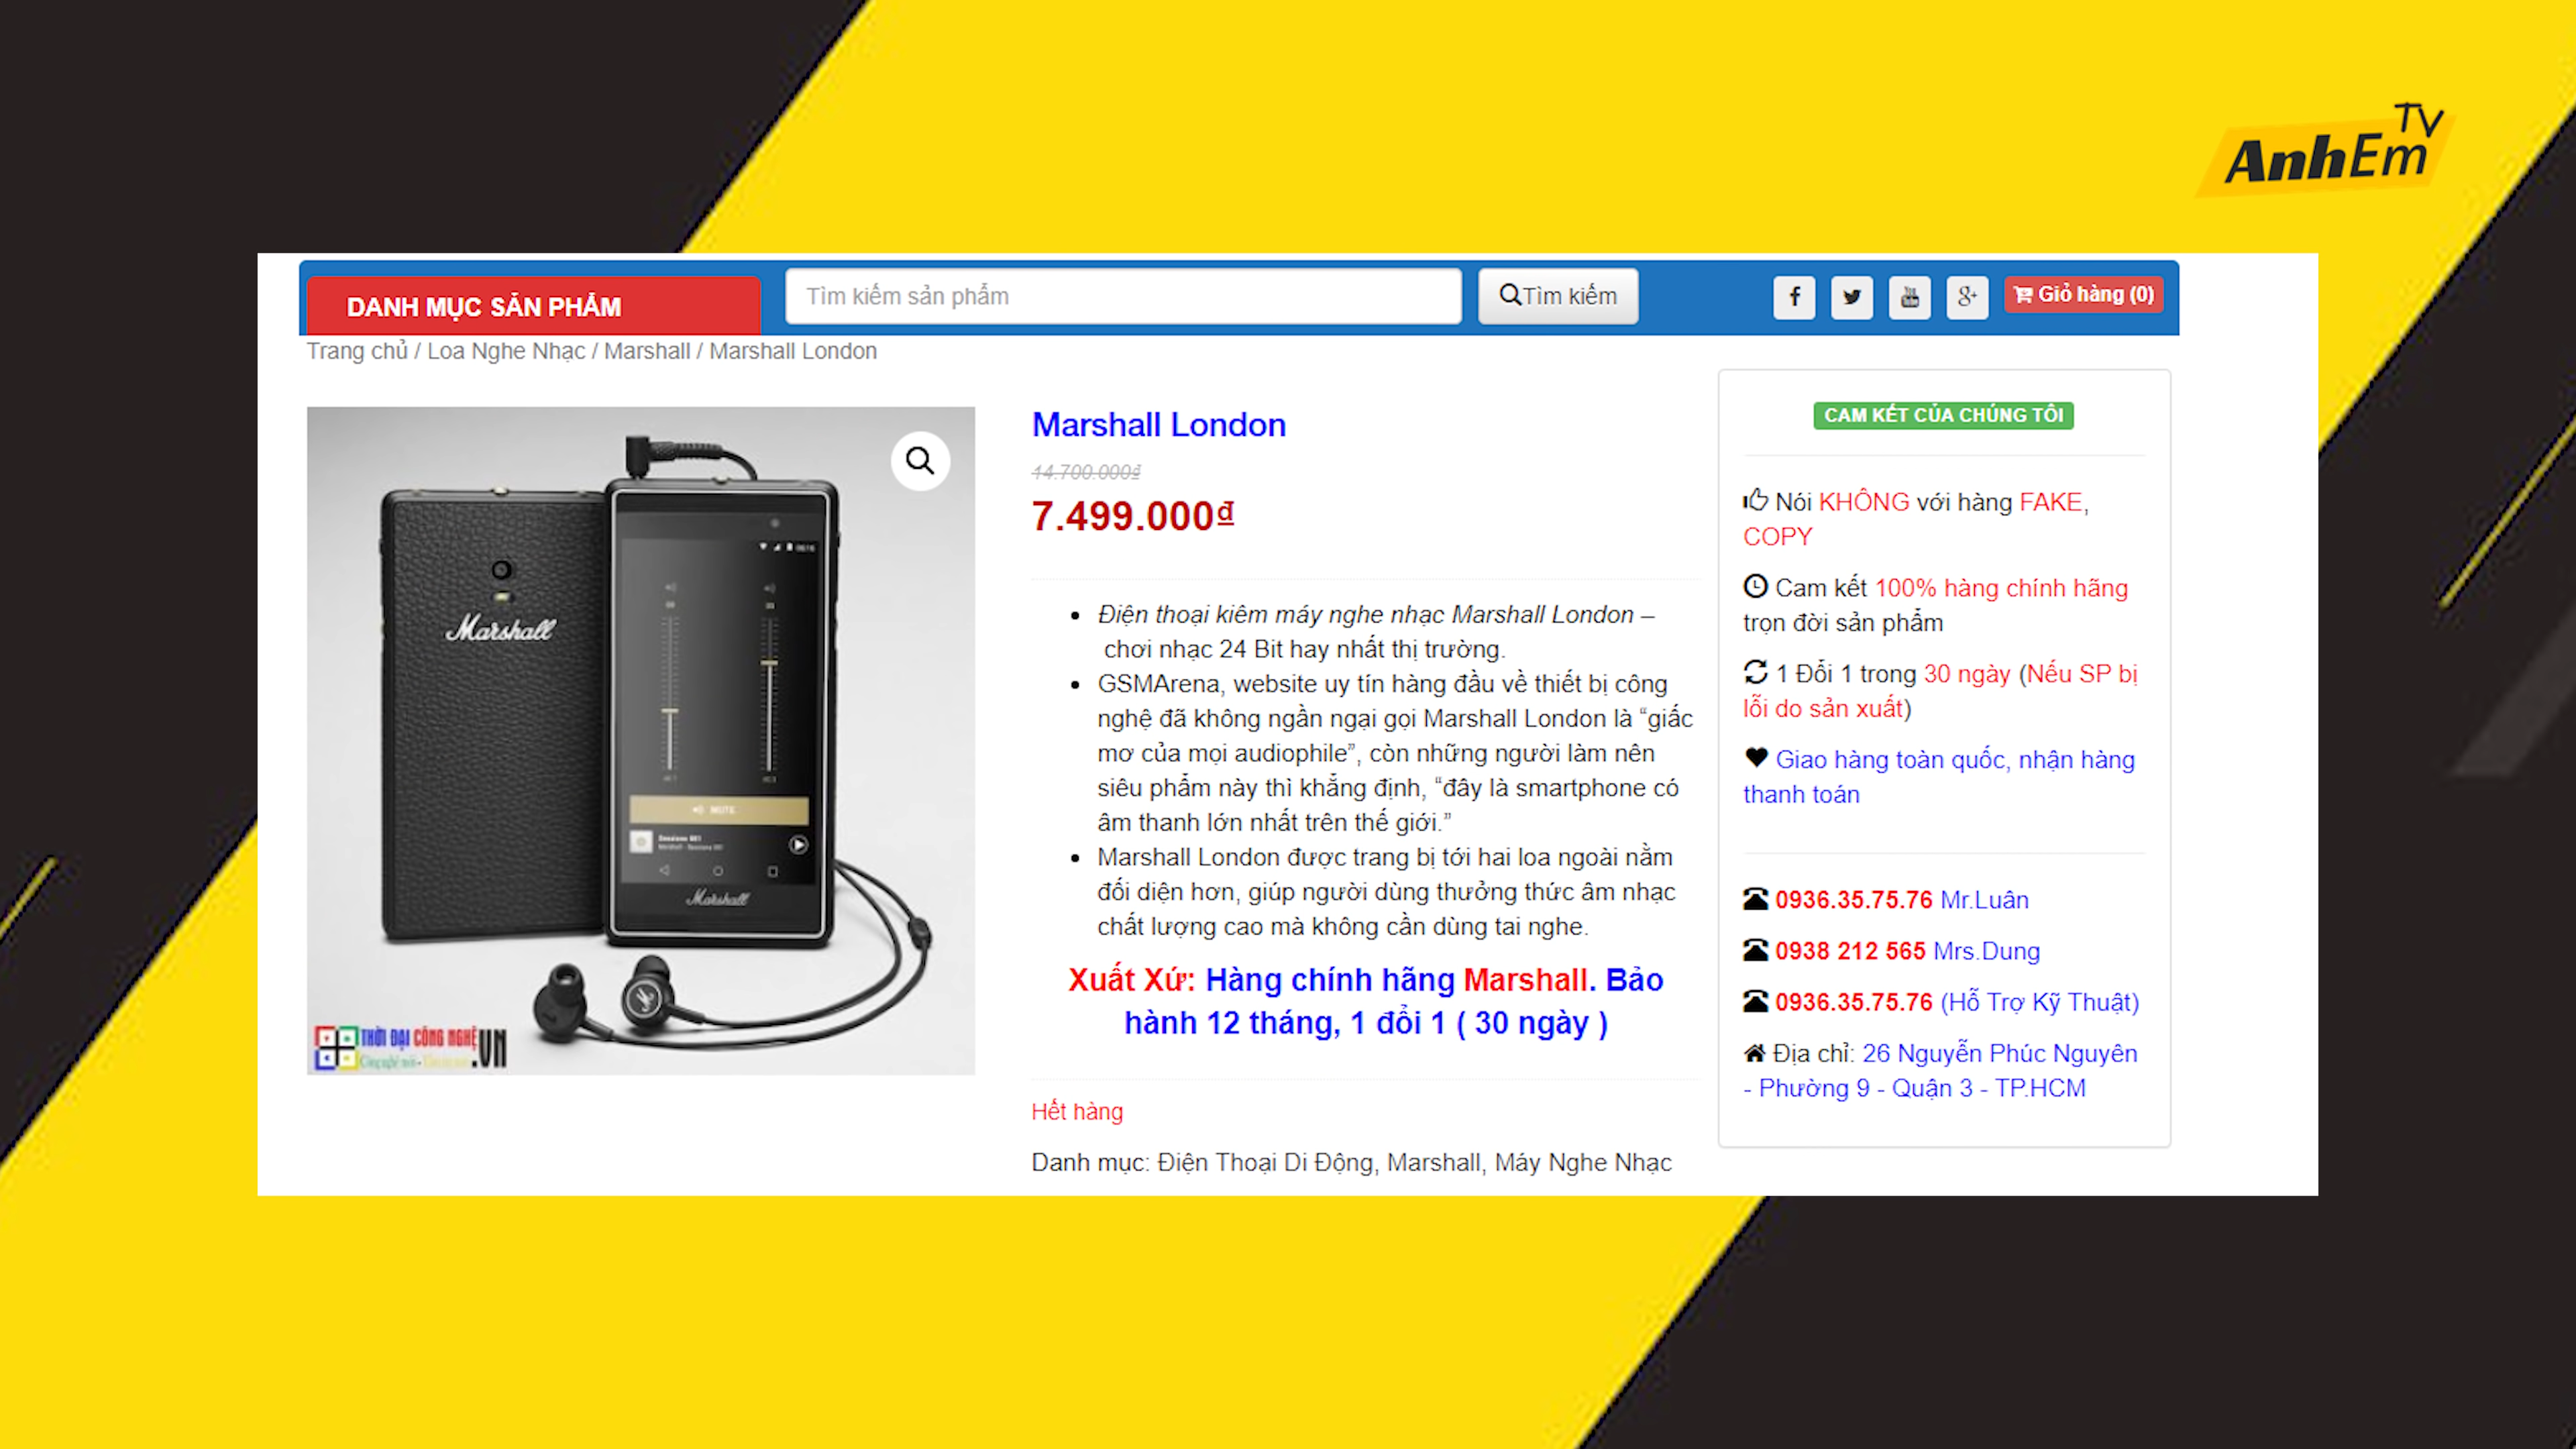 AnhEm TV
DANH MỤC SẢN PHẨM
Tìm kiếm sản phẩm
Tìm kiếm
Giỏ hàng (0)
Trang chủ / Loa Nghe Nhạc / Marshall / Marshall London
Marshall
MUTE
Marshall
THỜI ĐẠI CÔNG NGHỆ.VN
Marshall London
14.700.000₫
7.499.000₫
• Điện thoại kiêm máy nghe nhạc Marshall London –
chơi nhạc 24 Bit hay nhất thị trường.
• GSMArena, website uy tín hàng đầu về thiết bị công
nghệ đã không ngần ngại gọi Marshall London là “giấc
mơ của mọi audiophile”, còn những người làm nên
siêu phẩm này thì khẳng định, “đây là smartphone có
âm thanh lớn nhất trên thế giới.”
• Marshall London được trang bị tới hai loa ngoài nằm
đối diện hơn, giúp người dùng thưởng thức âm nhạc
chất lượng cao mà không cần dùng tai nghe.
Xuất Xứ: Hàng chính hãng Marshall. Bảo
hành 12 tháng, 1 đổi 1 ( 30 ngày )
Hết hàng
Danh mục: Điện Thoại Di Động, Marshall, Máy Nghe Nhạc
CAM KẾT CỦA CHÚNG TÔI
Nói KHÔNG với hàng FAKE,
COPY
Cam kết 100% hàng chính hãng
trọn đời sản phẩm
1 Đổi 1 trong 30 ngày (Nếu SP bị
lỗi do sản xuất)
Giao hàng toàn quốc, nhận hàng
thanh toán
0936.35.75.76 Mr.Luân
0938 212 565 Mrs.Dung
0936.35.75.76 (Hỗ Trợ Kỹ Thuật)
Địa chỉ: 26 Nguyễn Phúc Nguyên
- Phường 9 - Quận 3 - TP.HCM